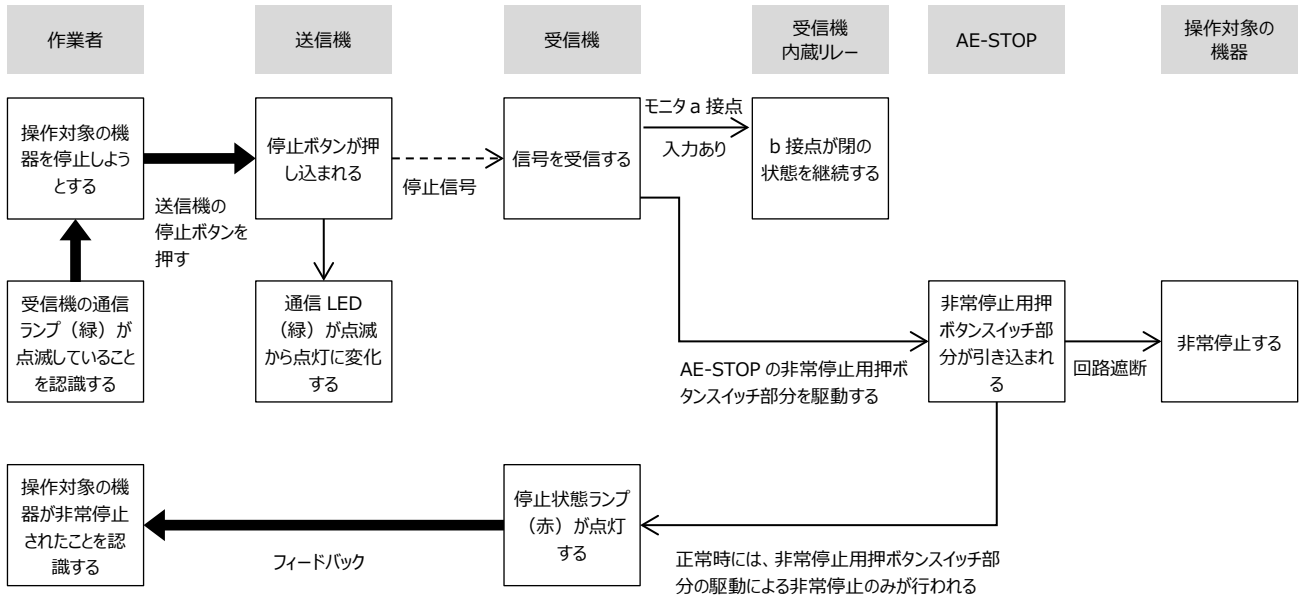 作業者
送信機
受信機
受信機
内蔵リレー
AE-STOP
操作対象の
機器
操作対象の機
器を停止しよう
とする
送信機の
停止ボタンを
押す
停止ボタンが押
し込まれる
停止信号
信号を受信する
モニタ a 接点
入力あり
b 接点が閉の
状態を継続する
受信機の通信
ランプ（緑）が
点滅していること
を認識する
通信 LED
（緑）が点滅
から点灯に変化
する
AE-STOP の非常停止用押ボ
タンスイッチ部分を駆動する
非常停止用押
ボタンスイッチ部
分が引き込まれ
る
回路遮断
非常停止する
操作対象の機
器が非常停止
されたことを認
識する
フィードバック
停止状態ランプ
（赤）が点灯
する
正常時には、非常停止用押ボタンスイッチ部
分の駆動による非常停止のみが行われる